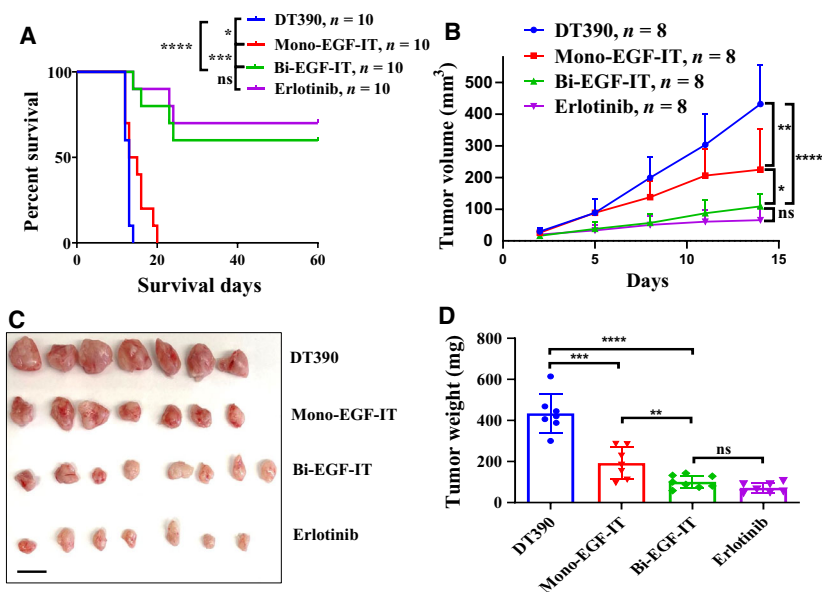 A
****
*
***
ns
DT390, n = 10
Mono-EGF-IT, n = 10
Bi-EGF-IT, n = 10
Erlotinib, n = 10
Percent survival
100
50
0
0 20 40 60
Survival days
B
DT390, n = 8
Mono-EGF-IT, n = 8
Bi-EGF-IT, n = 8
Erlotinib, n = 8
Tumor volume (mm³)
500
400
300
200
100
0
0 5 10 15
Days
**
****
*
ns
C
DT390
Mono-EGF-IT
Bi-EGF-IT
Erlotinib
D
Tumor weight (mg)
800
600
400
200
0
****
***
**
ns
DT390
Mono-EGF-IT
Bi-EGF-IT
Erlotinib